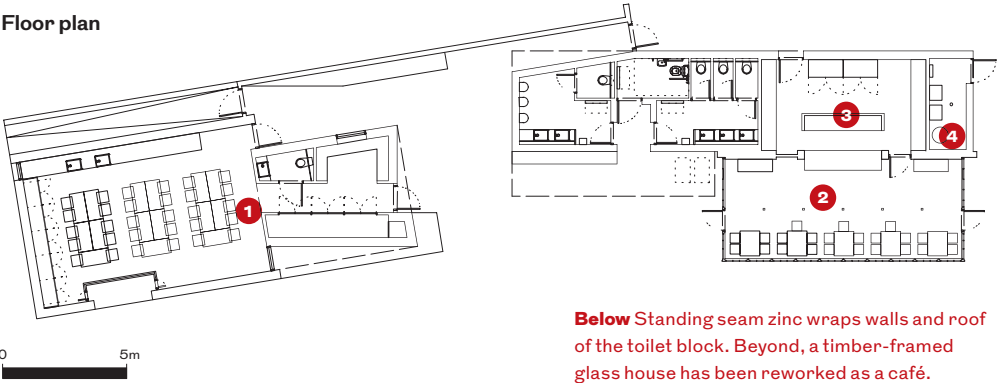 Floor plan
1
2
3
4
0 5m
Below Standing seam zinc wraps walls and roof
of the toilet block. Beyond, a timber-framed
glass house has been reworked as a café.